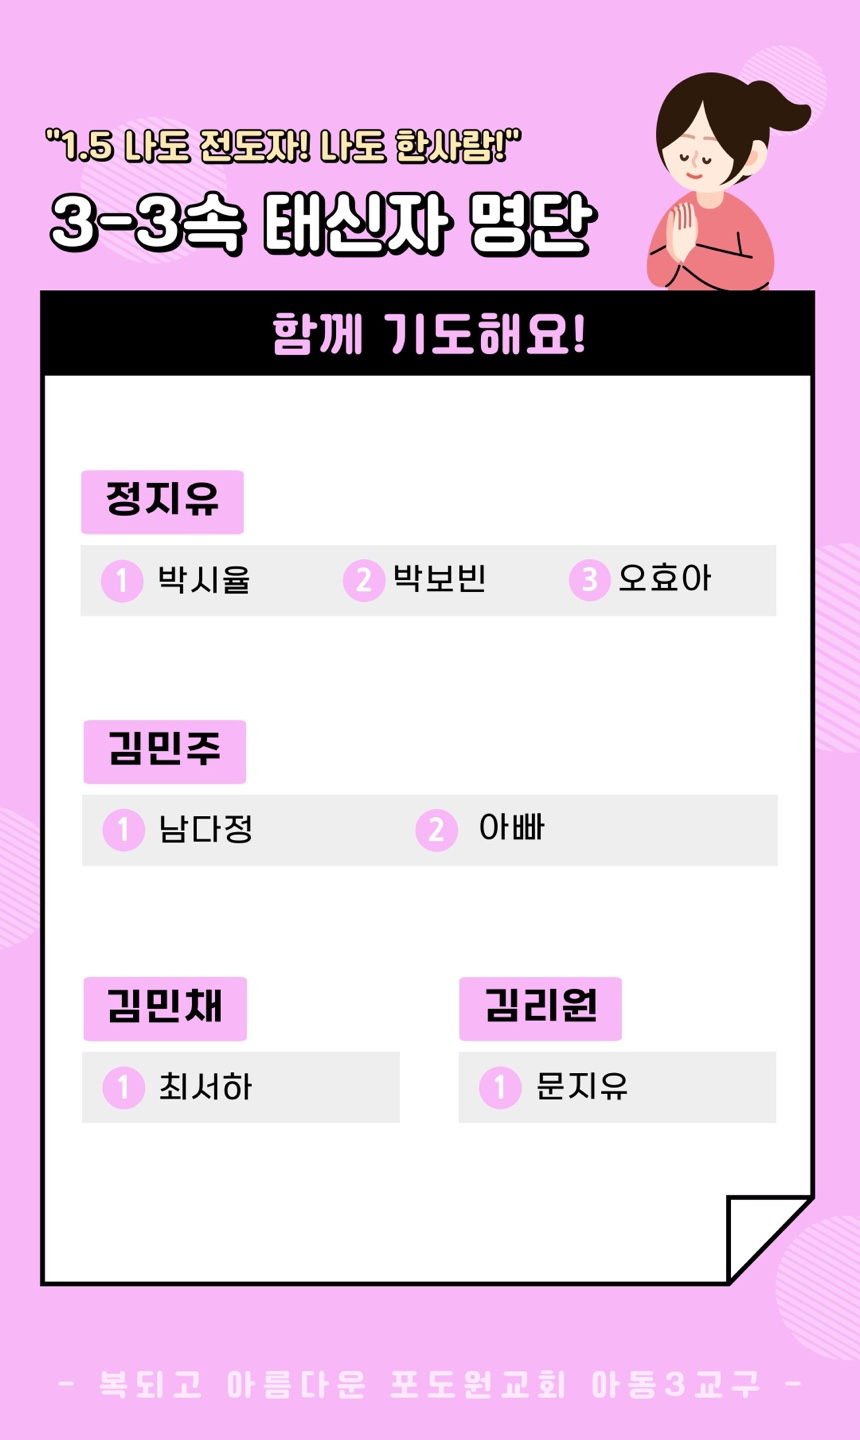 "1.5 나도 전도자! 나도 한사람!"
3-3속 태신자 명단
함께 기도해요!
정지유
1 박시율 2 박보빈 3 오효아
김민주
1 남다정 2 아빠
김민채 김리원
1 최서하 1 문지유
- 복되고 아름다운 포도원교회 아동3교구 -